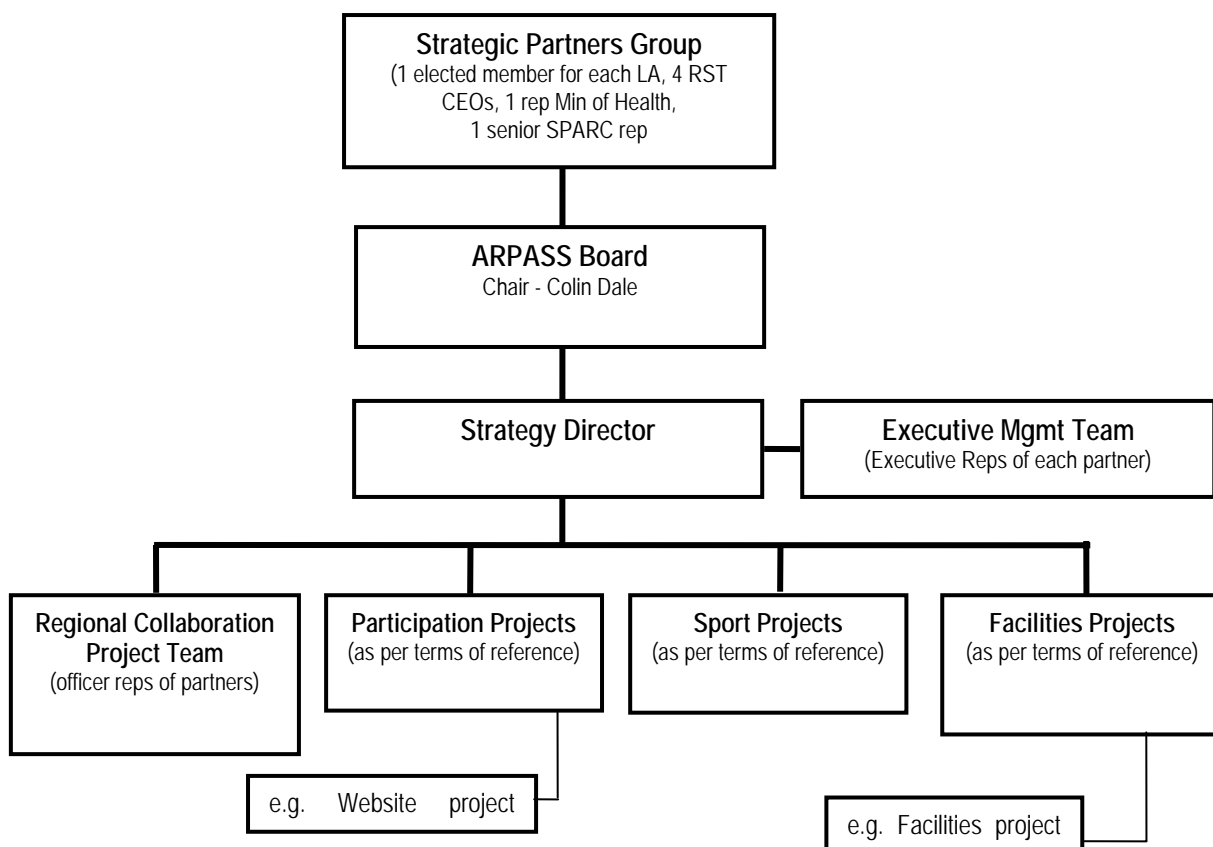 Strategic Partners Group
(1 elected member for each LA, 4 RST
CEOs, 1 rep Min of Health,
1 senior SPARC rep
ARPASS Board
Chair - Colin Dale
Strategy Director
Executive Mgmt Team
(Executive Reps of each partner)
Regional Collaboration
Project Team
(officer reps of partners)
Participation Projects
(as per terms of reference)
Sport Projects
(as per terms of reference)
Facilities Projects
(as per terms of reference)
e.g. Website project
e.g. Facilities project